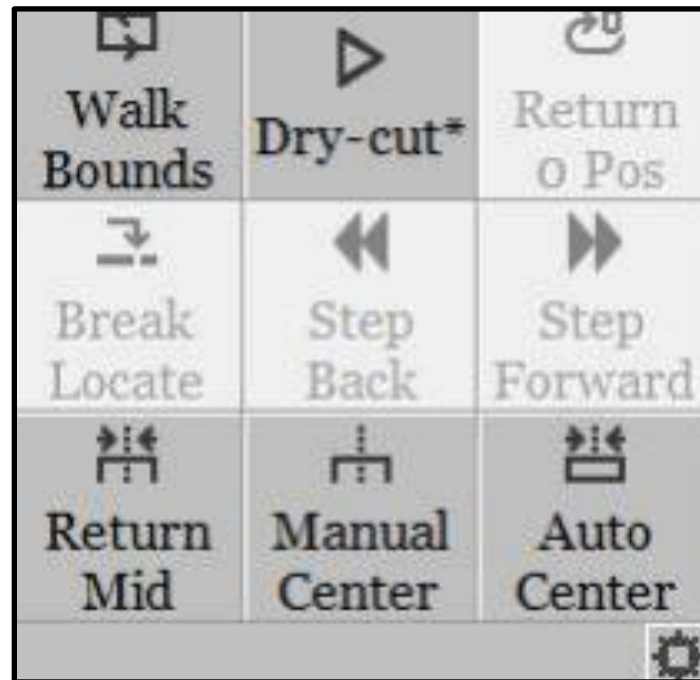 Walk
Bounds
Dry-cut*
Return
0 Pos
Break
Locate
Step
Back
Step
Forward
Return
Mid
Manual
Center
Auto
Center